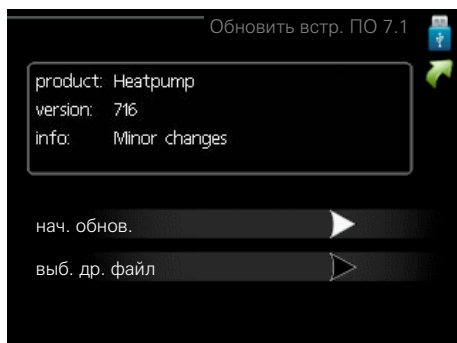 Обновить встр. ПО 7.1
product: Heatpump
version: 716
info: Minor changes
нач. обнов.
выб. др. файл